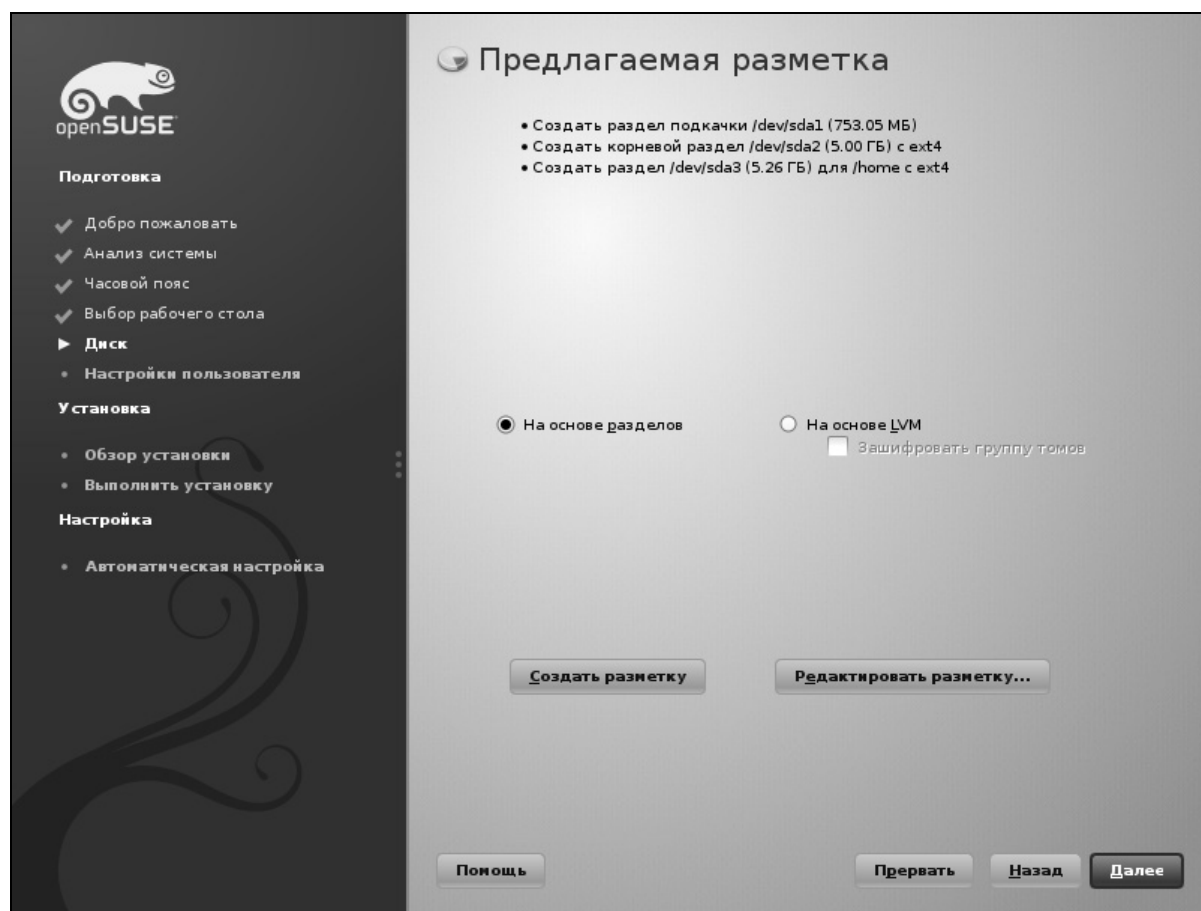 openSUSE
Подготовка
Добро пожаловать
Анализ системы
Часовой пояс
Выбор рабочего стола
Диск
Настройки пользователя
Установка
Обзор установки
Выполнить установку
Настройка
Автоматическая настройка
Предлагаемая разметка
• Создать раздел подкачки /dev/sda1 (753.05 МБ)
• Создать корневой раздел /dev/sda2 (5.00 ГБ) с ext4
• Создать раздел /dev/sda3 (5.26 ГБ) для /home с ext4
На основе разделов
На основе LVM
Зашифровать группу томов
Создать разметку
Редактировать разметку...
Помощь
Прервать
Назад
Далее